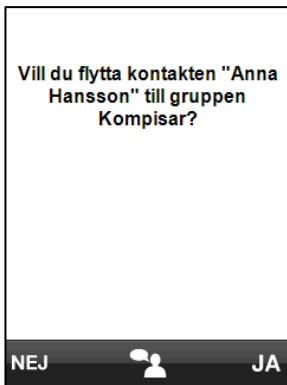 Vill du flytta kontakten "Anna
Hansson" till gruppen
Kompisar?
NEJ
JA